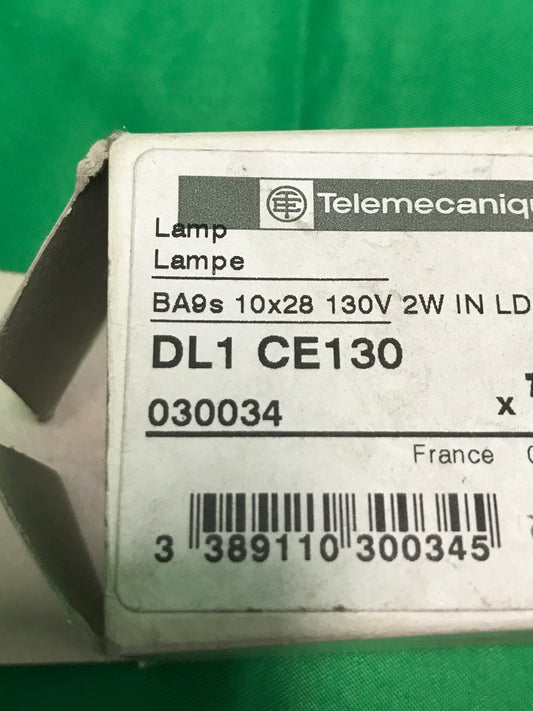 Telemecaniqu
Lamp
Lampe
BA9s 10x28 130V 2W IN LD
DL1 CE130
030034 x
France
3 389110 300345